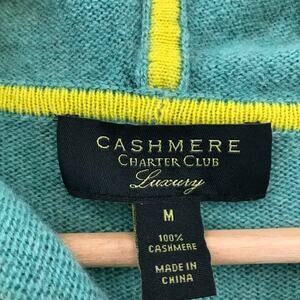 CASHMERE
CHARTER CLUB
Luxury
M
100%
CASHMERE
MADE IN
CHINA